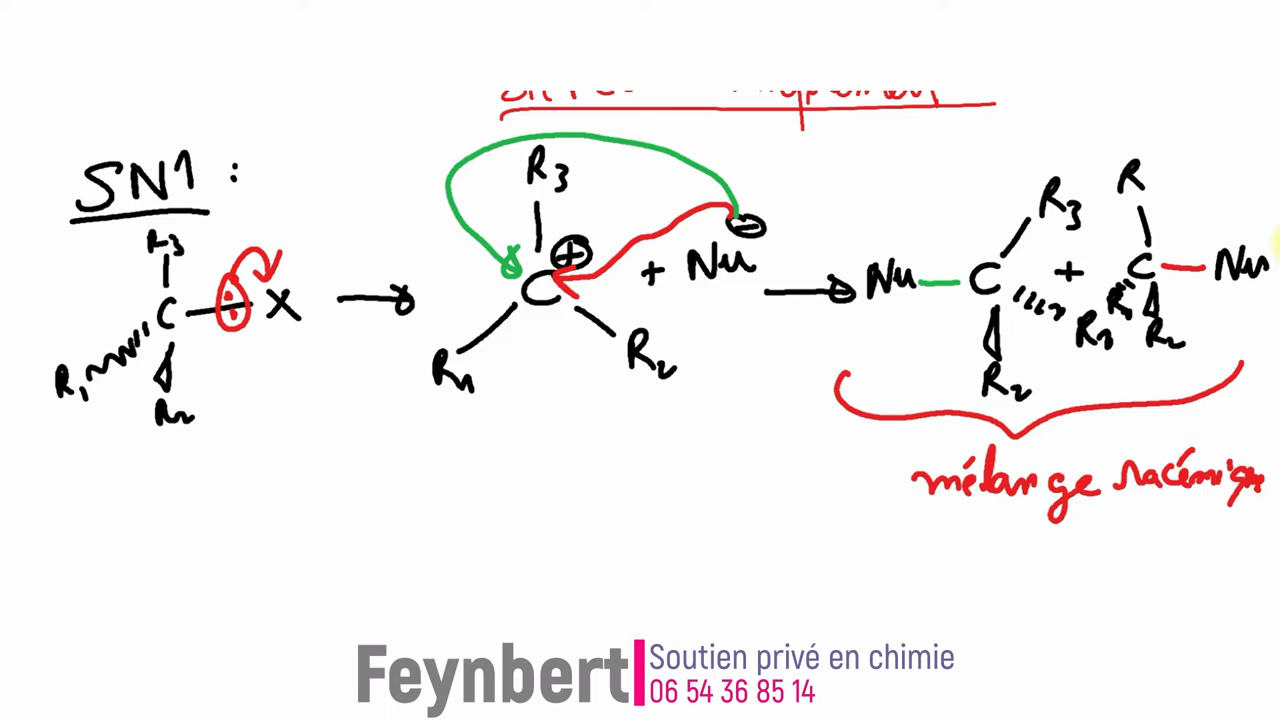 SN1 :
R3
C
X
R1
R2
R3
C
⊕
R1
R2
+ Nu
⊖
Nu
C
R3
R3
R2
+
R
C
Nu
R1
R2
mélange racémique
Feynbert
Soutien privé en chimie
06 54 36 85 14